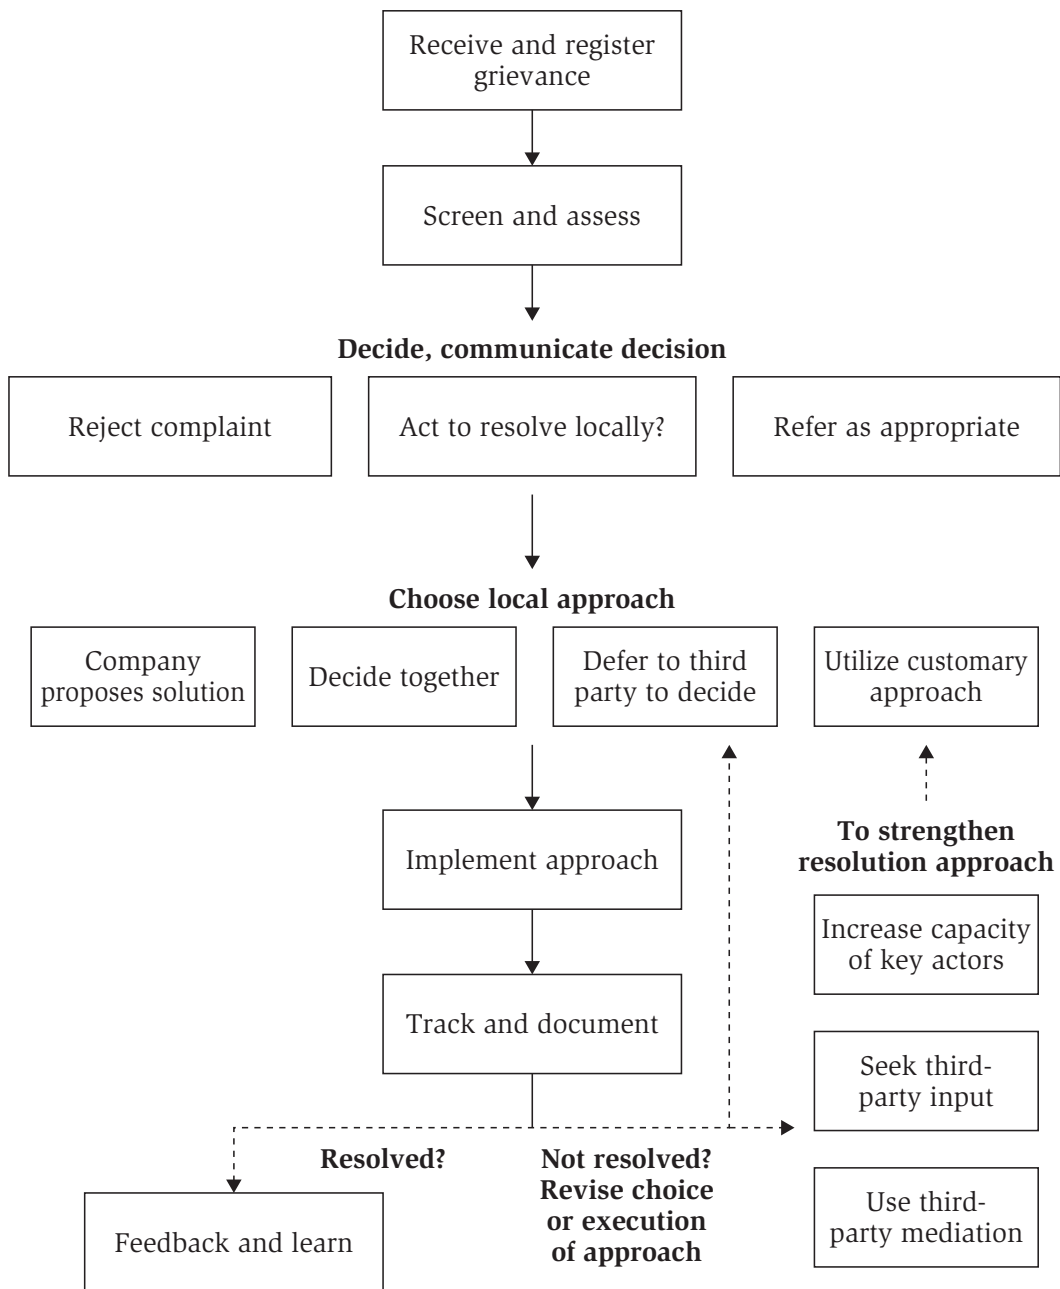 Receive and register
grievance
Screen and assess
Decide, communicate decision
Reject complaint
Act to resolve locally?
Refer as appropriate
Choose local approach
Company
proposes solution
Decide together
Defer to third
party to decide
Utilize customary
approach
Implement approach
To strengthen
resolution approach
Increase capacity
of key actors
Track and document
Seek third-
party input
Resolved?
Not resolved?
Revise choice
or execution
of approach
Use third-
party mediation
Feedback and learn